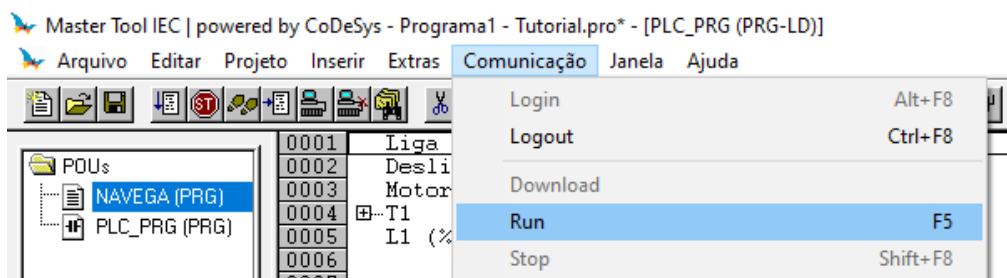 Master Tool IEC | powered by CoDeSys - Programa1 - Tutorial.pro* - [PLC_PRG (PRG-LD)]
Arquivo Editar Projeto Inserir Extras Comunicação Janela Ajuda
ST
POUs
NAVEGA (PRG)
PLC_PRG (PRG)
0001 Liga
0002 Desli
0003 Motor
0004 T1
0005 L1 (%
0006
Login Alt+F8
Logout Ctrl+F8
Download
Run F5
Stop Shift+F8